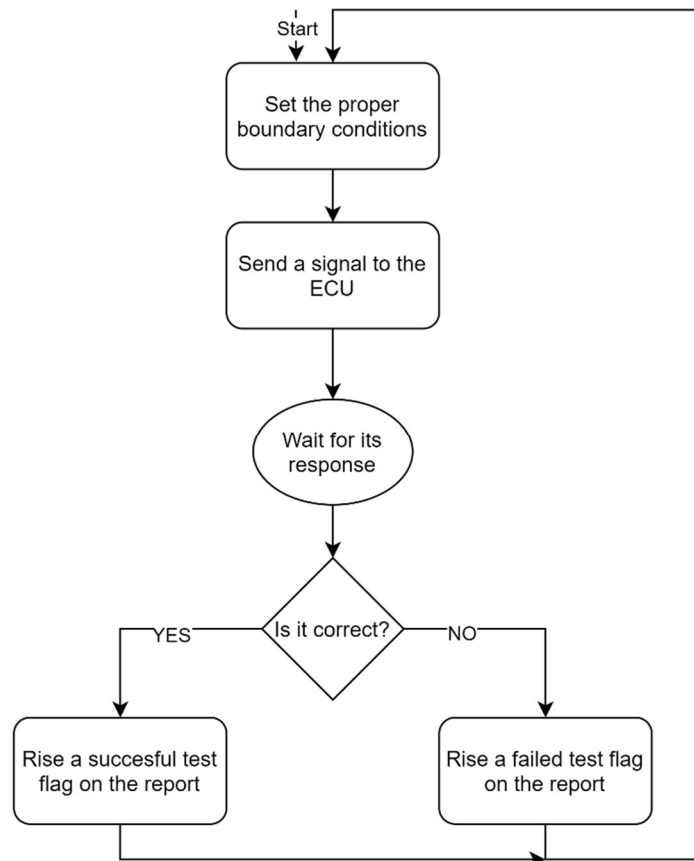 Start
Set the proper
boundary conditions
Send a signal to the
ECU
Wait for its
response
Is it correct?
YES
NO
Rise a succesful test
flag on the report
Rise a failed test flag
on the report